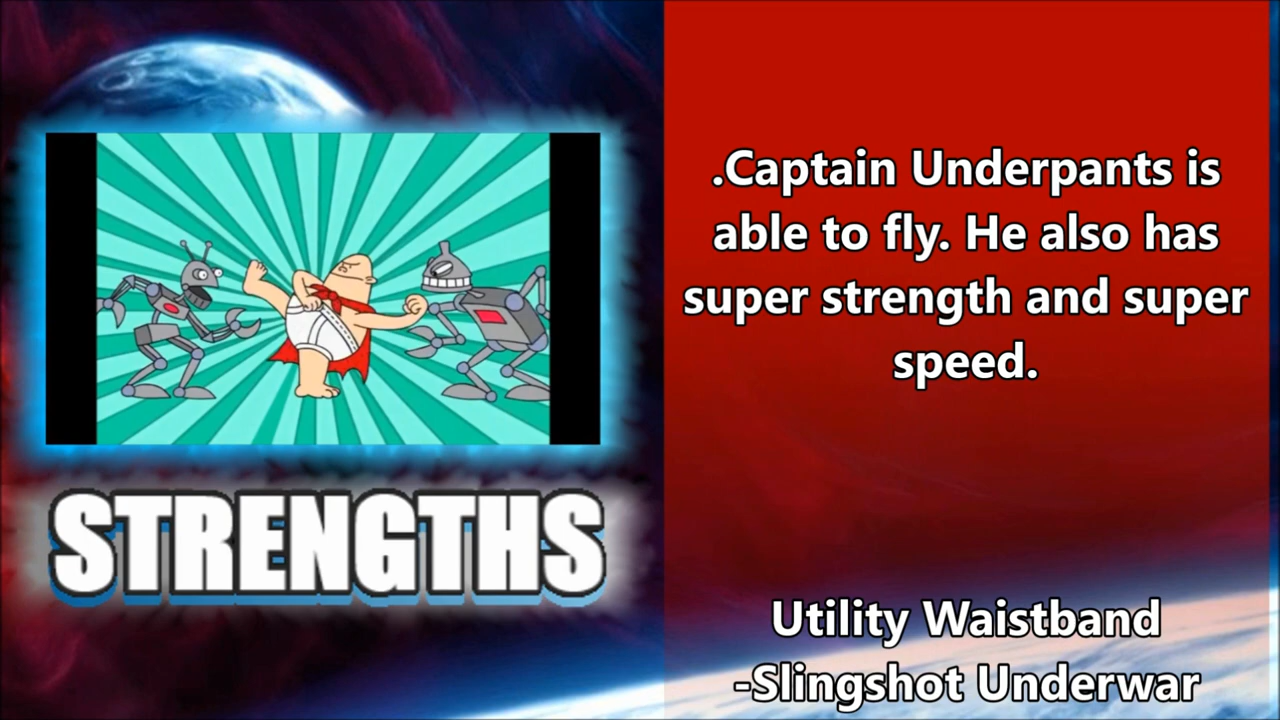 STRENGTHS
.Captain Underpants is
able to fly. He also has
super strength and super
speed.
Utility Waistband
-Slingshot Underwar